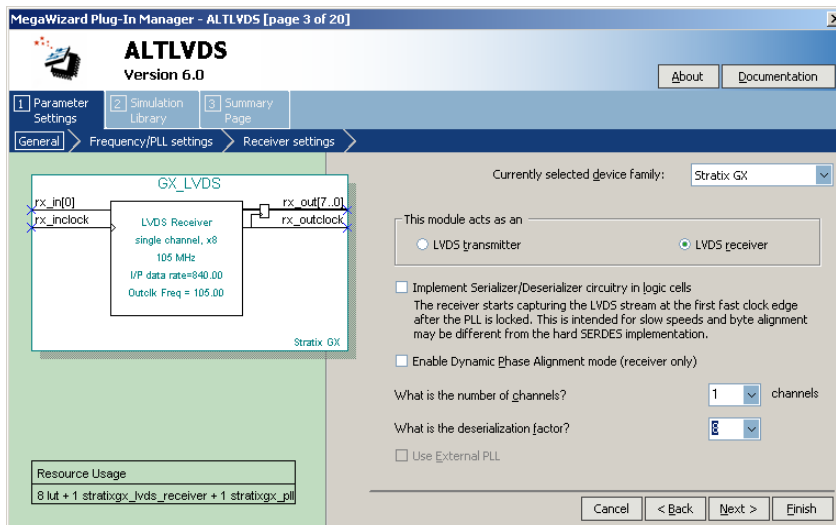 MegaWizard Plug-In Manager - ALTLVDS [page 3 of 20]
ALTLVDS
Version 6.0
About
Documentation
1 Parameter Settings
2 Simulation Library
3 Summary Page
General
Frequency/PLL settings
Receiver settings
GX_LVDS
rx_in[0]
rx_out[7..0]
rx_inclock
rx_outclock
LVDS Receiver
single channel, x8
105 MHz
I/P data rate=840.00
Outclk Freq = 105.00
Stratix GX
Resource Usage
8 lut + 1 stratixgx_lvds_receiver + 1 stratixgx_pll
Currently selected device family:
Stratix GX
This module acts as an
LVDS transmitter
LVDS receiver
Implement Serializer/Deserializer circuitry in logic cells
The receiver starts capturing the LVDS stream at the first fast clock edge
after the PLL is locked. This is intended for slow speeds and byte alignment
may be different from the hard SERDES implementation.
Enable Dynamic Phase Alignment mode (receiver only)
What is the number of channels?
1
channels
What is the deserialization factor?
8
Use External PLL
Cancel
< Back
Next >
Finish